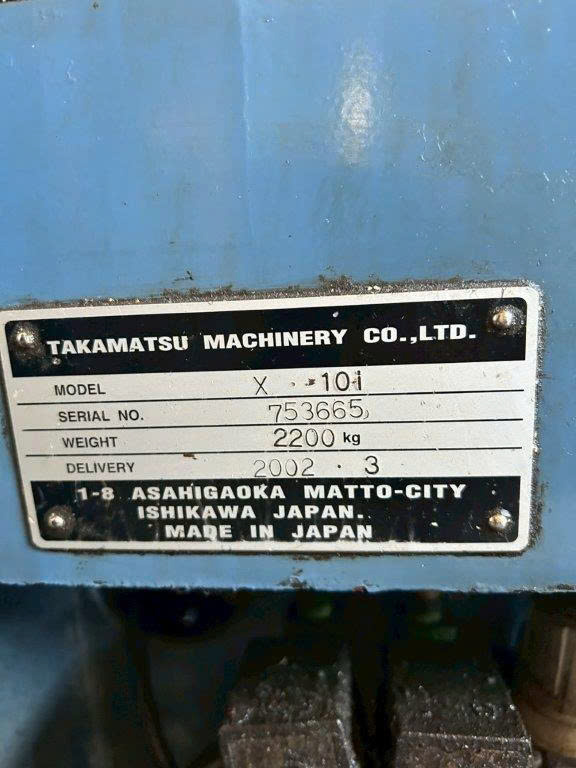 TAKAMATSU MACHINERY CO.,LTD.
MODEL X-10i
SERIAL NO. 753665
WEIGHT 2200 kg
DELIVERY 2002 . 3
1-8 ASAHIGAOKA MATTO-CITY
ISHIKAWA JAPAN.
MADE IN JAPAN